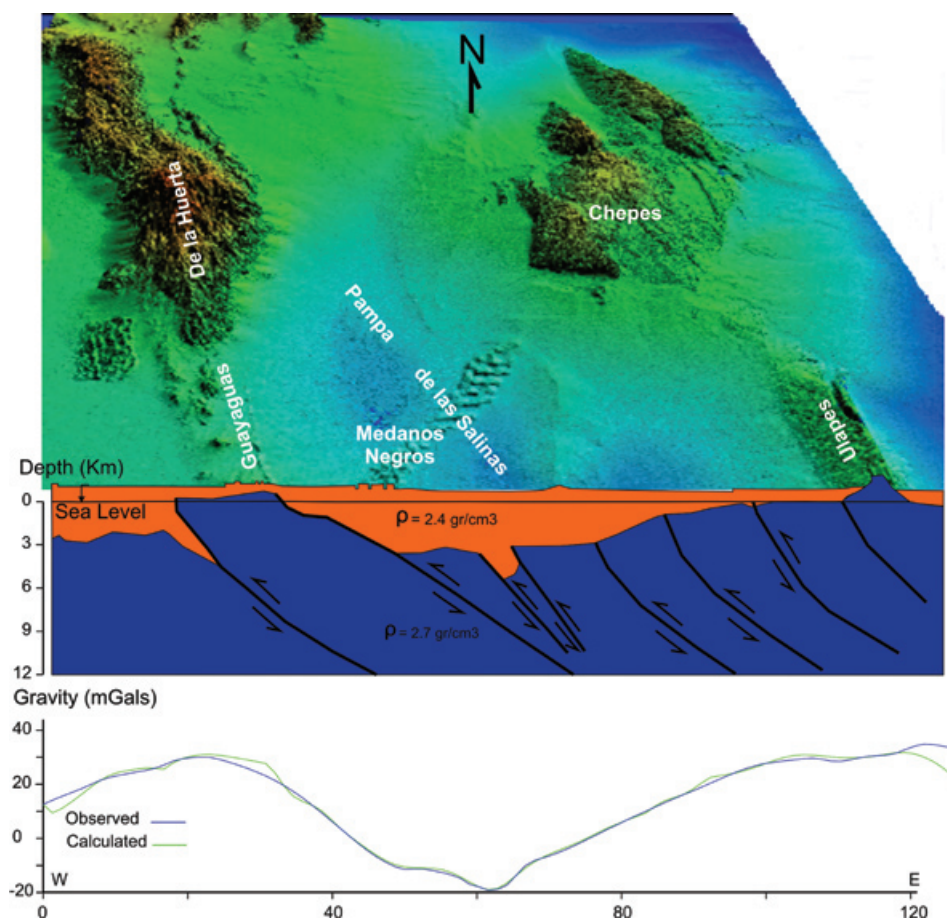 N
De la Huerta
Chepes
Pampa
de las Salinas
Guayaguas
Medanos
Negros
Ulapes
Depth (Km)
0
Sea Level
ρ = 2.4 gr/cm3
3
6
9
ρ = 2.7 gr/cm3
12
Gravity (mGals)
40
20
Observed
0
Calculated
-20
W
E
0
40
80
120